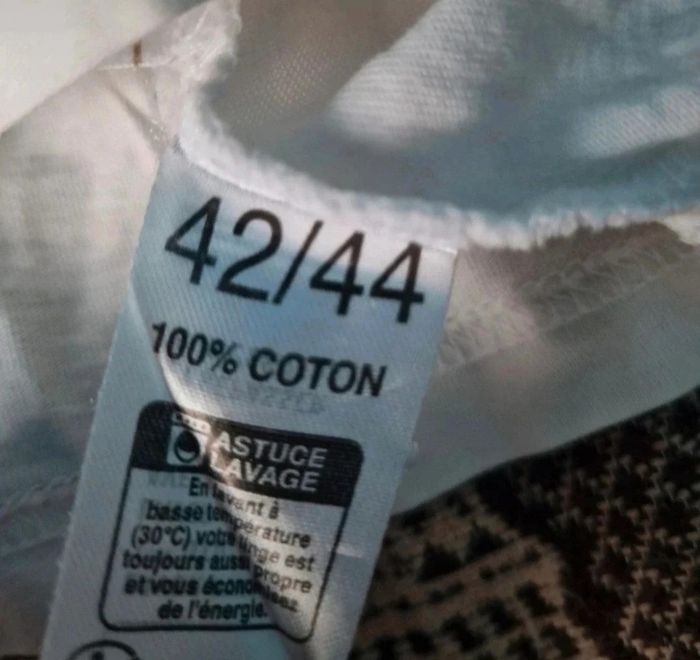 42/44
100% COTON
ASTUCE
LAVAGE
En lavant à
basse température
(30°C) votre linge est
toujours aussi propre
et vous économisez
de l'énergie.